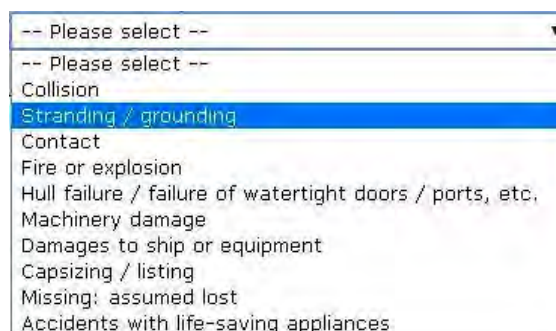 -- Please select --
-- Please select --
Collision
Stranding / grounding
Contact
Fire or explosion
Hull failure / failure of watertight doors / ports, etc.
Machinery damage
Damages to ship or equipment
Capsizing / listing
Missing: assumed lost
Accidents with life-saving appliances